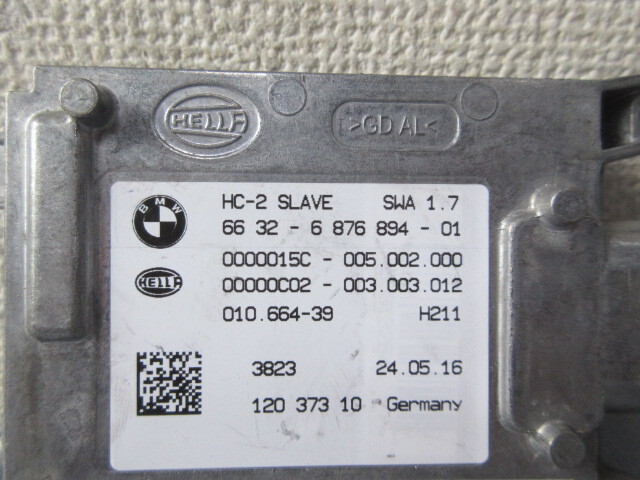 HELLA
>GD AL<
BMW
HC-2 SLAVE SWA 1.7
66 32 - 6 876 894 - 01
0000015C - 005.002.000
HELLA
00000C02 - 003.003.012
010.664-39 H211
3823 24.05.16
120 373 10 Germany